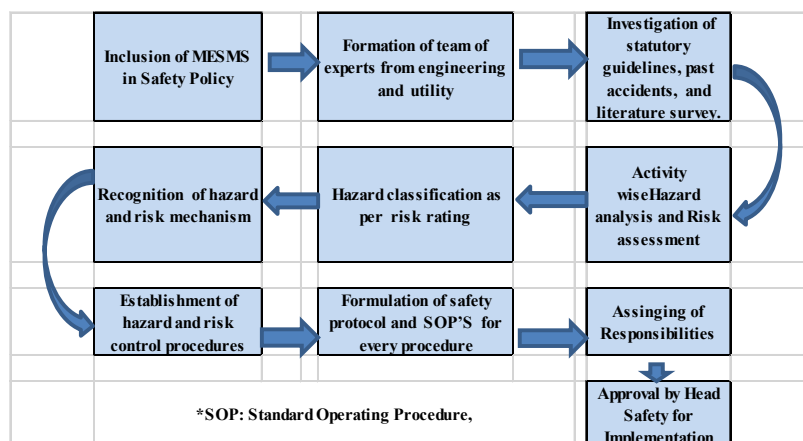 Inclusion of MESMS
in Safety Policy
Formation of team of
experts from engineering
and utility
Investigation of
statutory
guidelines, past
accidents, and
literature survey.
Activity
wiseHazard
analysis and Risk
assessment
Hazard classification as
per risk rating
Recognition of hazard
and risk mechanism
Establishment of
hazard and risk
control procedures
Formulation of safety
protocol and SOP'S for
every procedure
Assinging of
Responsibilities
Approval by Head
Safety for
Implementation
*SOP: Standard Operating Procedure,